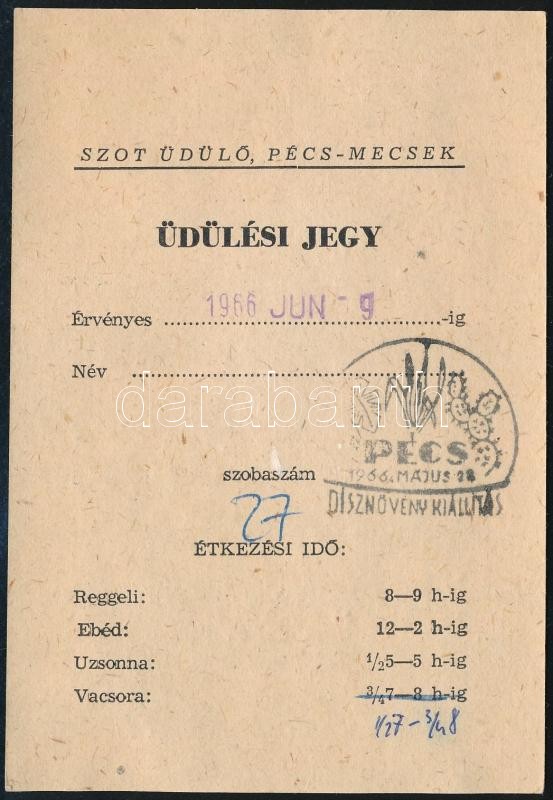 SZOT ÜDÜLŐ, PÉCS-MECSEK
ÜDÜLÉSI JEGY
Érvényes 1966 JUN - 9 -ig
Név
darabanth
PÉCS
1966. MÁJUS 28
DÍSZNÖVÉNY KIÁLLÍTÁS
szobaszám
27
ÉTKEZÉSI IDŐ:
Reggeli: 8—9 h-ig
Ebéd: 12—2 h-ig
Uzsonna: 1/25—5 h-ig
Vacsora: 3/47—8 h-ig
1/27 - 3/48